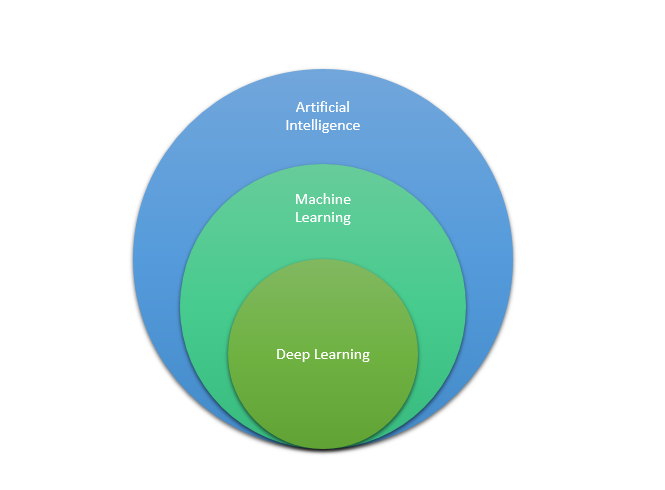 Artificial
Intelligence
Machine
Learning
Deep Learning